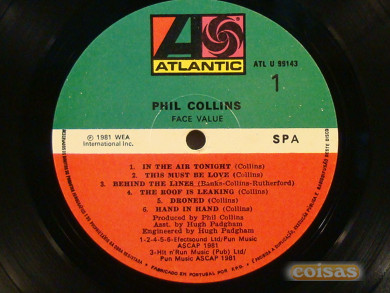 ATLANTIC
ATL U 99143
1
PHIL COLLINS
FACE VALUE
℗ 1981 WEA
International Inc.
SPA
1. IN THE AIR TONIGHT (Collins)
2. THIS MUST BE LOVE (Collins)
3. BEHIND THE LINES (Banks-Collins-Rutherford)
4. THE ROOF IS LEAKING (Collins)
5. DRONED (Collins)
6. HAND IN HAND (Collins)
Produced by Phil Collins
Asst. by Hugh Padgham
Engineered by Hugh Padgham
1-2-4-5-6-Effectsound Ltd/Pun Music
ASCAP 1981
3-Hit n'Run Music (Pub) Ltd/
Pun Music ASCAP 1981
FABRICADO EM PORTUGAL POR
coisas